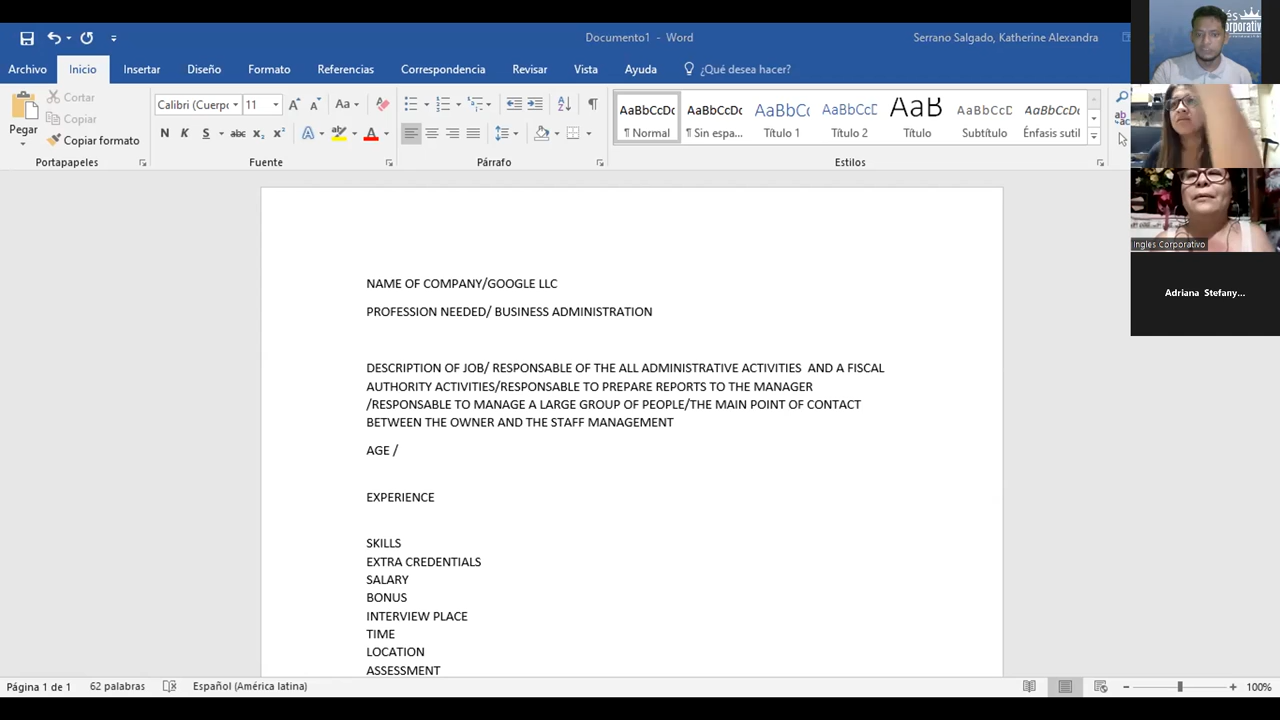 Documento1 - Word
Serrano Salgado, Katherine Alexandra
Archivo Inicio Insertar Diseño Formato Referencias Correspondencia Revisar Vista Ayuda ¿Qué desea hacer?
Pegar
Cortar
Copiar
Copiar formato
Portapapeles
Calibri (Cuerpc 11
Aa
N K S abc x₂ x² A
Fuente
Párrafo
AaBbCcDc AaBbCcDc AaBbCc AaBbCcD AaB AaBbCcD AaBbCcDc
¶ Normal ¶ Sin espa... Título 1 Título 2 Título Subtítulo Énfasis sutil
Estilos
NAME OF COMPANY/GOOGLE LLC
PROFESSION NEEDED/ BUSINESS ADMINISTRATION
DESCRIPTION OF JOB/ RESPONSABLE OF THE ALL ADMINISTRATIVE ACTIVITIES AND A FISCAL
AUTHORITY ACTIVITIES/RESPONSABLE TO PREPARE REPORTS TO THE MANAGER
/RESPONSABLE TO MANAGE A LARGE GROUP OF PEOPLE/THE MAIN POINT OF CONTACT
BETWEEN THE OWNER AND THE STAFF MANAGEMENT
AGE /
EXPERIENCE
SKILLS
EXTRA CREDENTIALS
SALARY
BONUS
INTERVIEW PLACE
TIME
LOCATION
ASSESSMENT
Ingles Corporativo
Adriana Stefany...
Página 1 de 1 62 palabras Español (América latina) 100%